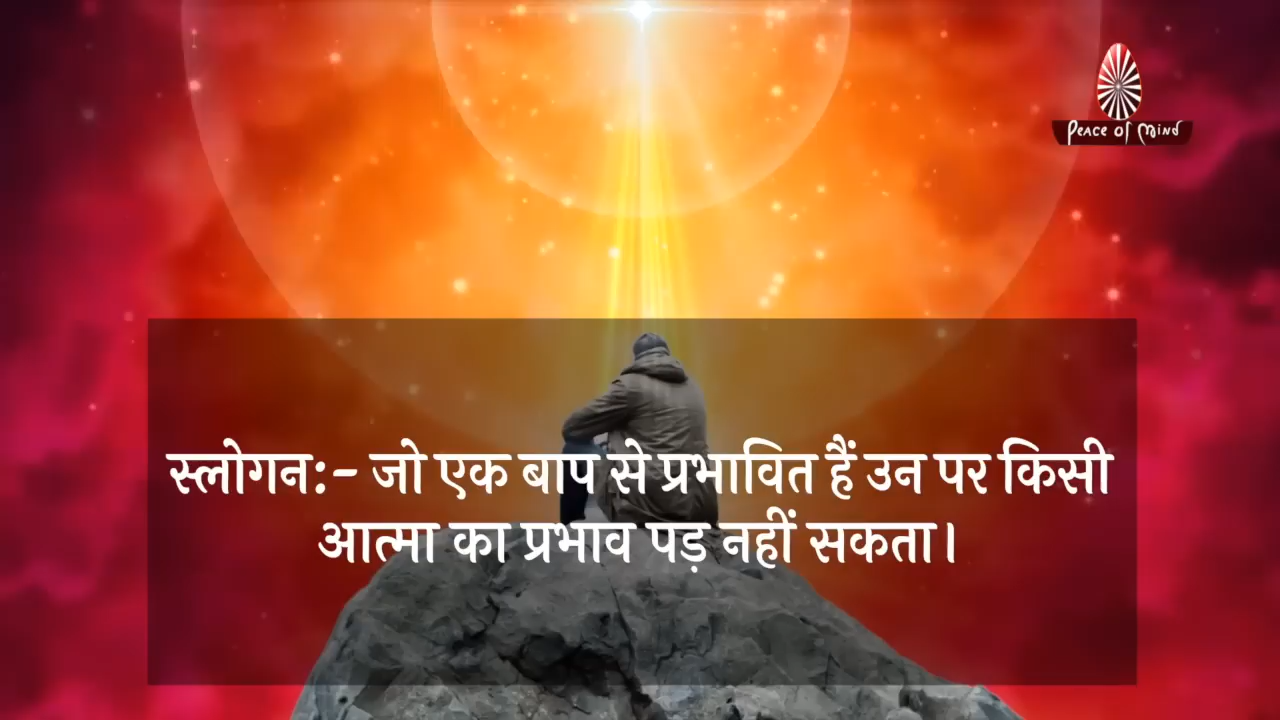 Peace of Mind
स्लोगन:- जो एक बाप से प्रभावित हैं उन पर किसी
आत्मा का प्रभाव पड़ नहीं सकता।